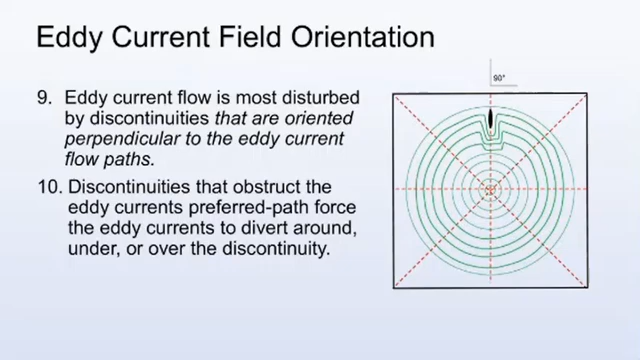 Eddy Current Field Orientation
90°
9. Eddy current flow is most disturbed
by discontinuities that are oriented
perpendicular to the eddy current
flow paths.
10. Discontinuities that obstruct the
eddy currents preferred-path force
the eddy currents to divert around,
under, or over the discontinuity.